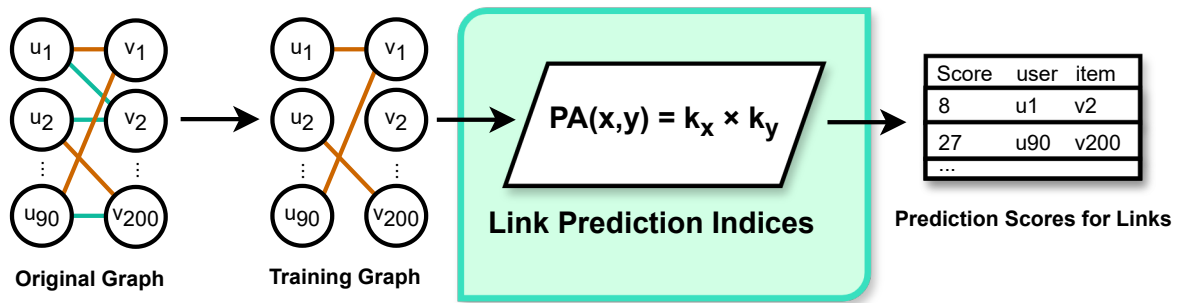 u1 v1
u2 v2
⋮ ⋮
u90 v200
Original Graph
u1 v1
u2 v2
⋮ ⋮
u90 v200
Training Graph
PA(x,y) = kx × ky
Link Prediction Indices
Score user item
8 u1 v2
27 u90 v200
...
Prediction Scores for Links